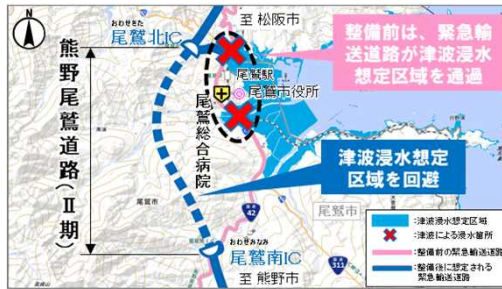 N
おわせきた
尾鷲北IC
至 松阪市
整備前は、緊急輸
送道路が津波浸水
想定区域を通過
熊野尾鷲道路(Ⅱ期)
尾鷲駅
尾鷲市役所
尾鷲総合病院
津波浸水想定
区域を回避
尾鷲市
尾鷲市
42
おわせみなみ
尾鷲南IC
至 熊野市
311
:津波浸水想定区域
:津波による浸水箇所
:整備前の緊急輸送道路
:整備後に想定される
緊急輸送道路